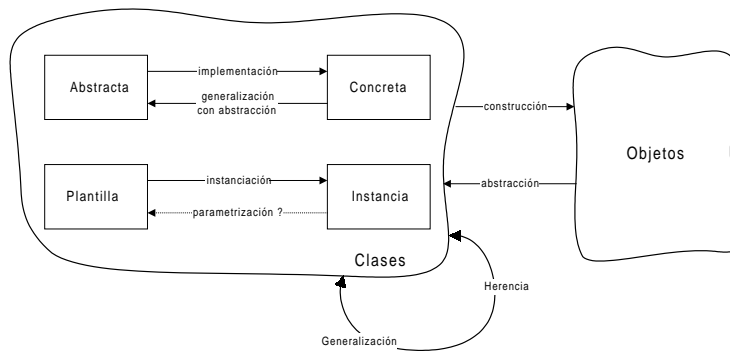 Abstracta
implementación
Concreta
generalización
con abstracción
construcción
Objetos
Plantilla
instanciación
Instancia
abstracción
parametrización ?
Clases
Herencia
Generalización